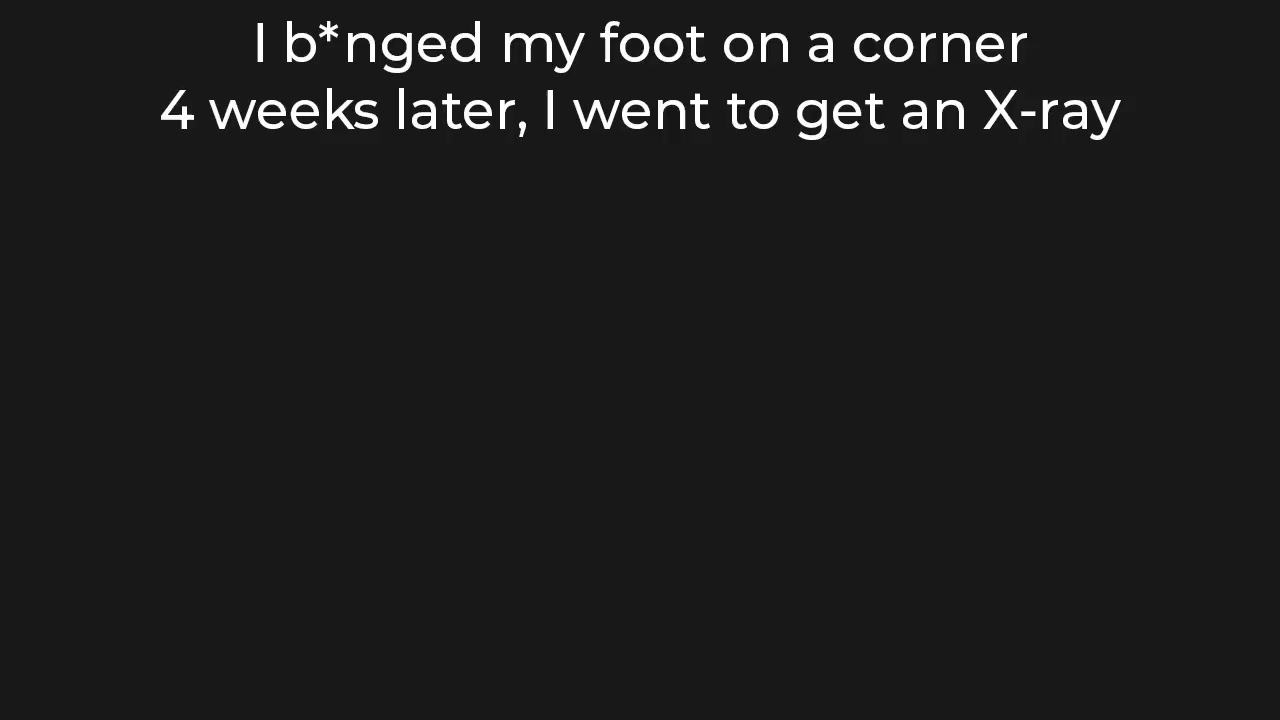 I b*nged my foot on a corner
4 weeks later, I went to get an X-ray